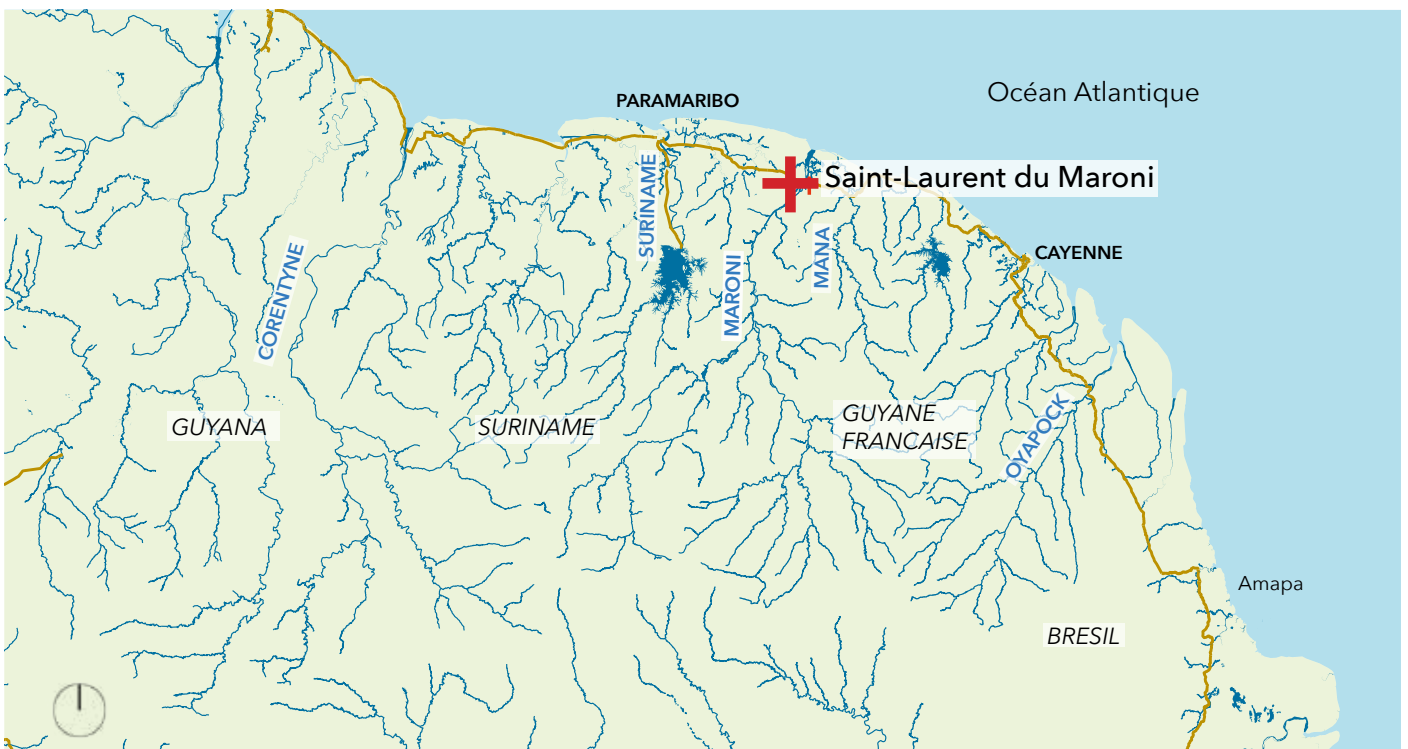 Océan Atlantique
PARAMARIBO
Saint-Laurent du Maroni
SURINAME
MANA
CAYENNE
CORENTYNE
MARONI
GUYANA
SURINAME
GUYANE
FRANCAISE
OYAPOCK
Amapa
BRESIL